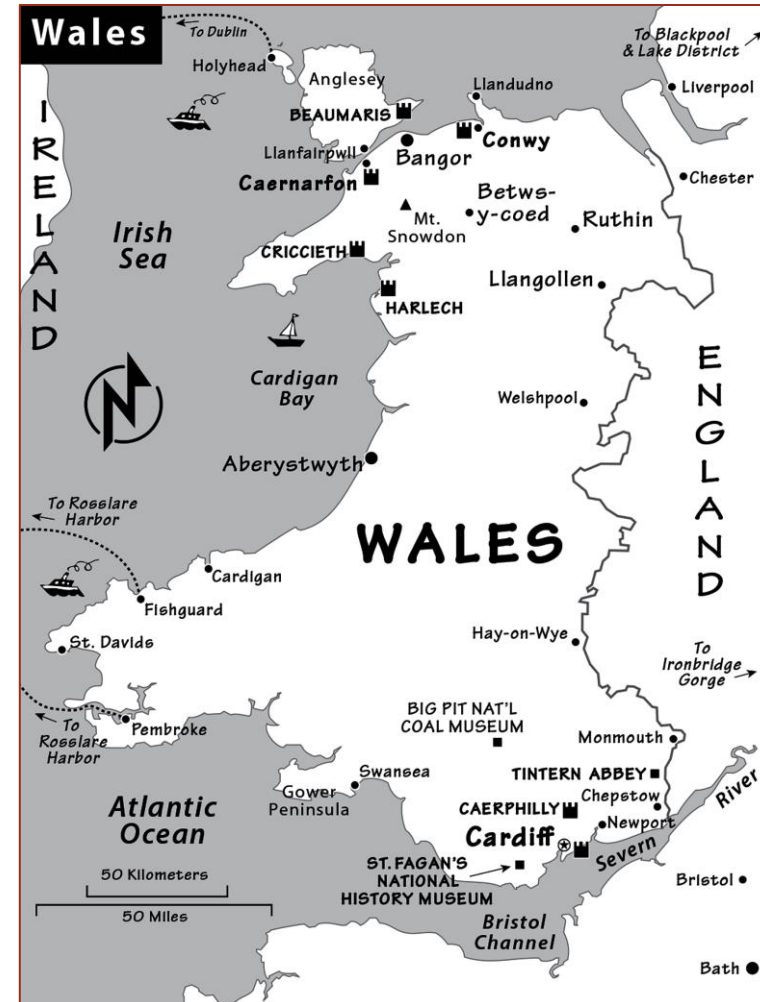 Wales
To Dublin
Holyhead
Anglesey
Llandudno
To Blackpool
& Lake District
Liverpool
IRELAND
BEAUMARIS
Llanfairpwll
Bangor
Conwy
Caernarfon
Chester
Mt.
Snowdon
Betws-
y-coed
Ruthin
Irish
Sea
CRICCIETH
HARLECH
Llangollen
N
Cardigan
Bay
Welshpool
ENGLAND
Aberystwyth
To Rosslare
Harbor
WALES
Cardigan
Fishguard
St. Davids
Hay-on-Wye
To
Ironbridge
Gorge
BIG PIT NAT'L
COAL MUSEUM
Monmouth
To
Rosslare
Harbor
Pembroke
Swansea
Gower
Peninsula
TINTERN ABBEY
Chepstow
CAERPHILLY
Newport
Cardiff
Severn
River
Atlantic
Ocean
ST. FAGAN'S
NATIONAL
HISTORY MUSEUM
50 Kilometers
50 Miles
Bristol
Bristol
Channel
Bath